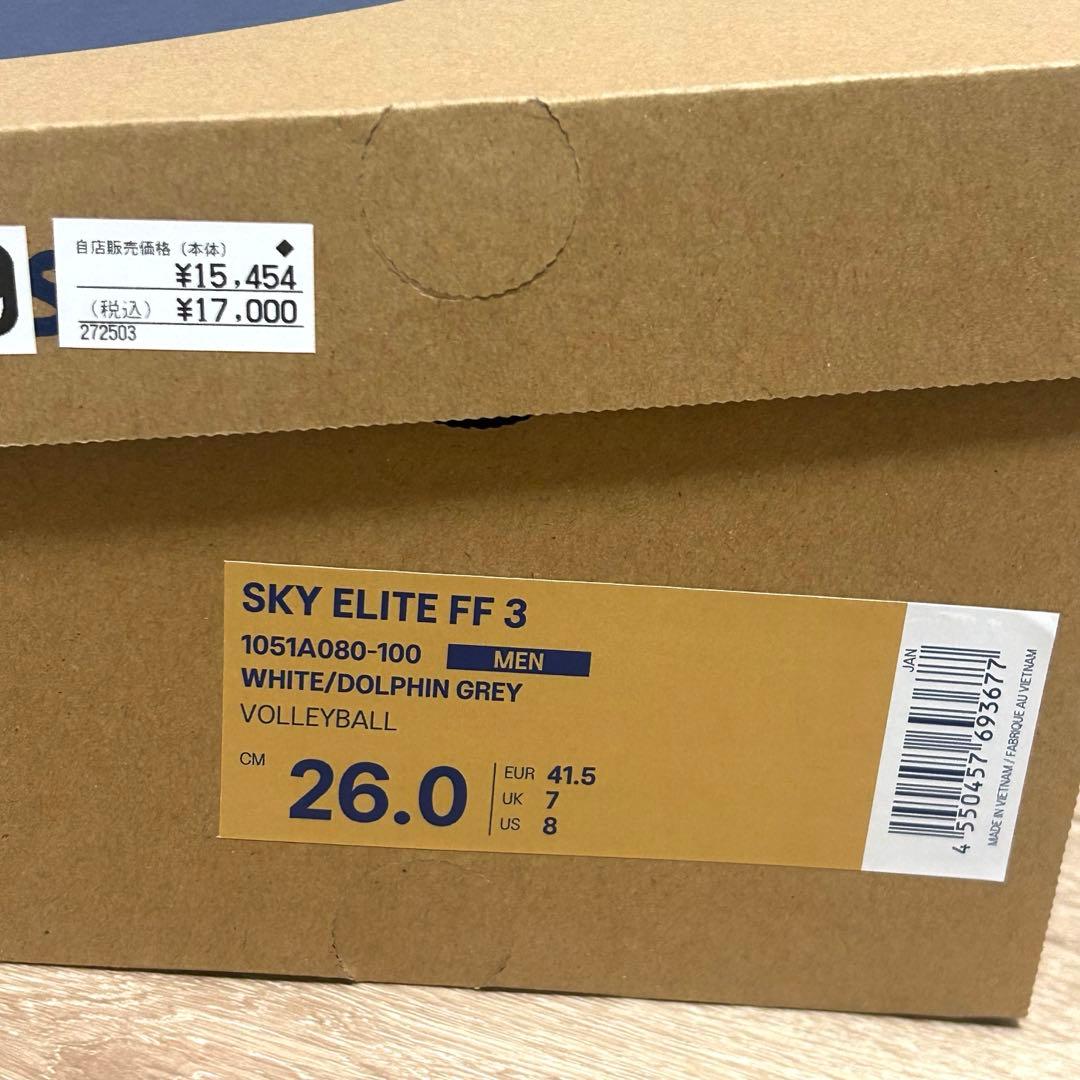 自店販売価格（本体） ◆
¥15,454
（税込） ¥17,000
272503
SKY ELITE FF 3
1051A080-100 MEN
WHITE/DOLPHIN GREY
VOLLEYBALL
CM 26.0
EUR 41.5
UK 7
US 8
JAN
4 550457 693677
MADE IN VIETNAM / FABRIQUE AU VIETNAM